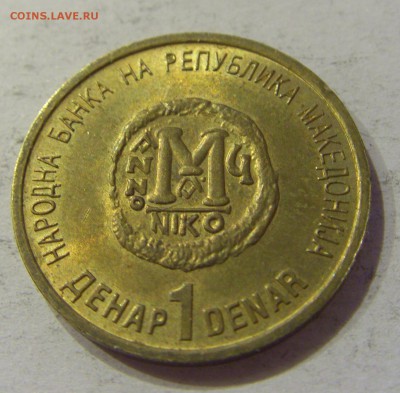 COINS.LAVE.RU
НАРОДНА БАНКА НА РЕПУБЛИКА МАКЕДОНИЈА
ANNO
M
A
Ч
NIKO
ДЕНАР 1 DENAR